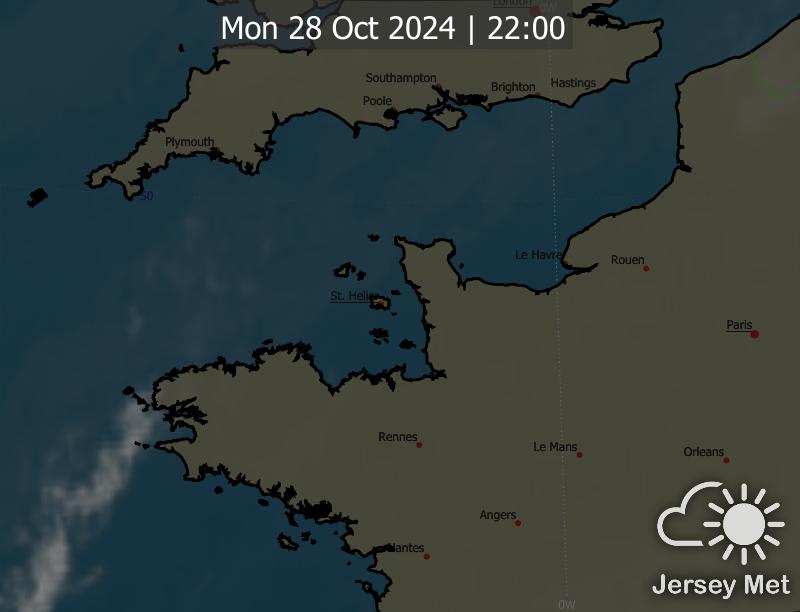 London
0W
Mon 28 Oct 2024 | 22:00
Southampton
Brighton
Hastings
Poole
Plymouth
50
Le Havre
Rouen
St. Helier
Paris
Rennes
Le Mans
Orleans
Angers
Nantes
Jersey Met
0W